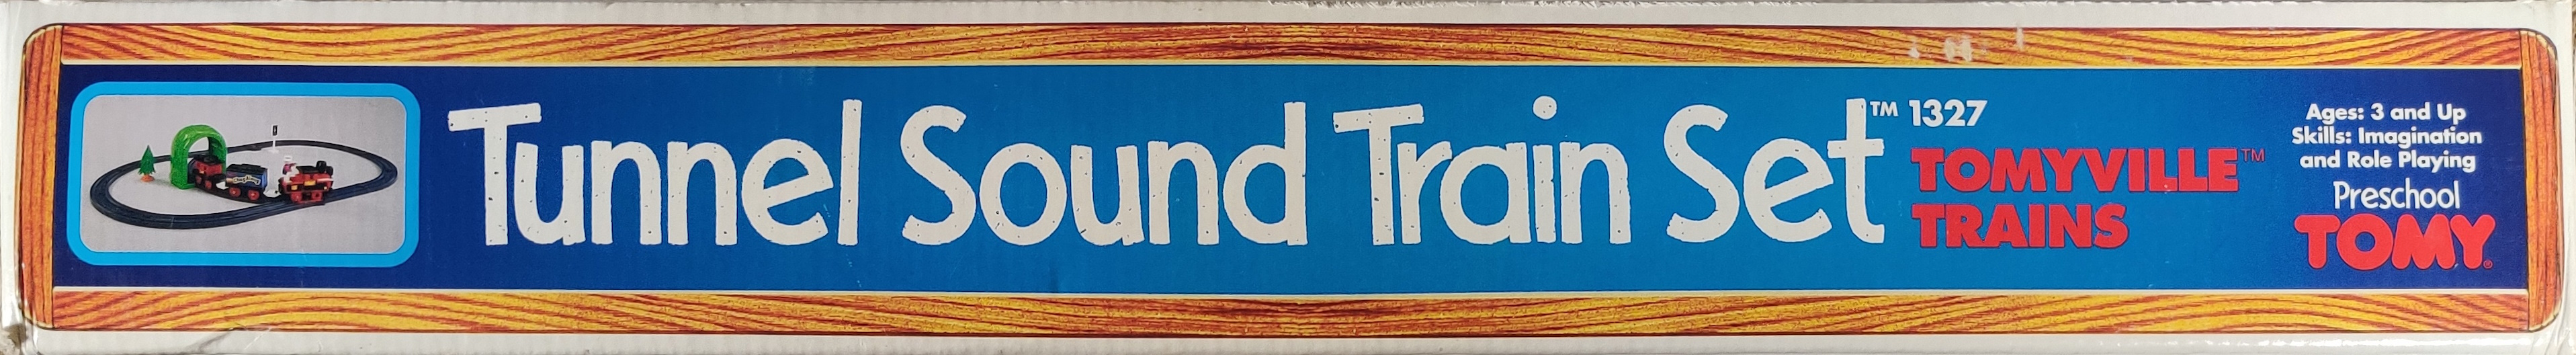 Tunnel Sound Train Set™ 1327
TOMYVILLE™
TRAINS
Ages: 3 and Up
Skills: Imagination
and Role Playing
Preschool
TOMY®